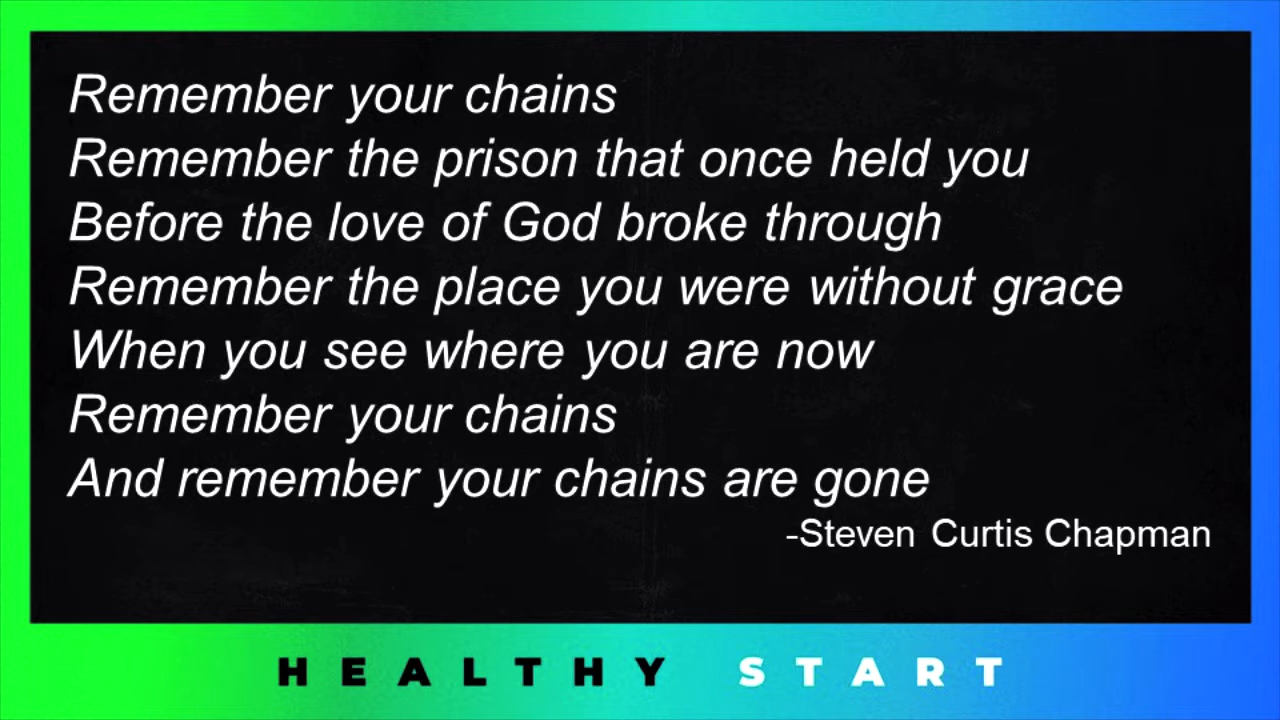 Remember your chains
Remember the prison that once held you
Before the love of God broke through
Remember the place you were without grace
When you see where you are now
Remember your chains
And remember your chains are gone
-Steven Curtis Chapman
HEALTHY START